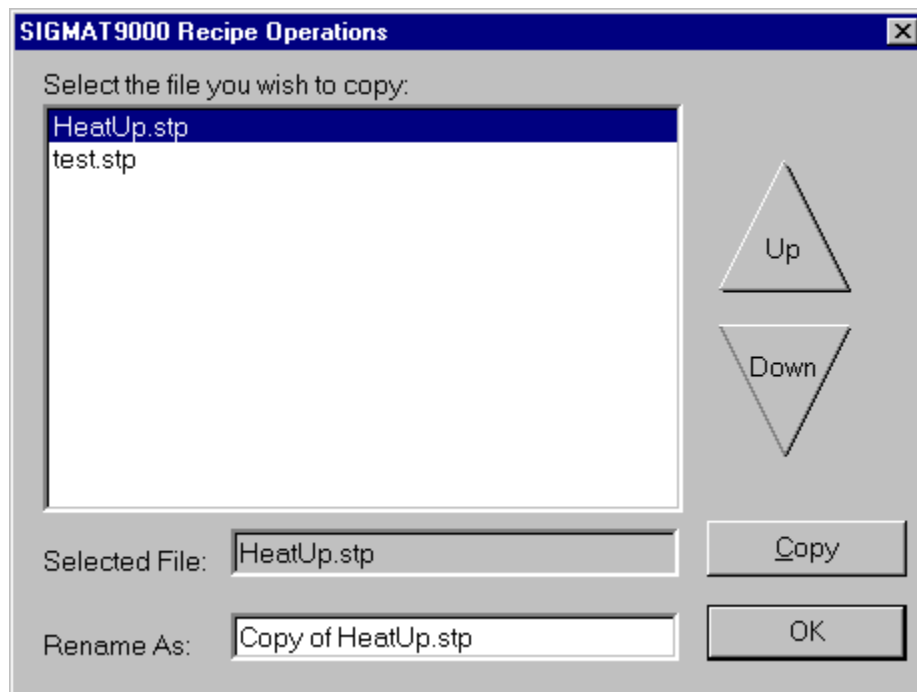 SIGMAT9000 Recipe Operations
Select the file you wish to copy:
HeatUp.stp
test.stp
Up
Down
Selected File: HeatUp.stp
Copy
Rename As: Copy of HeatUp.stp
OK